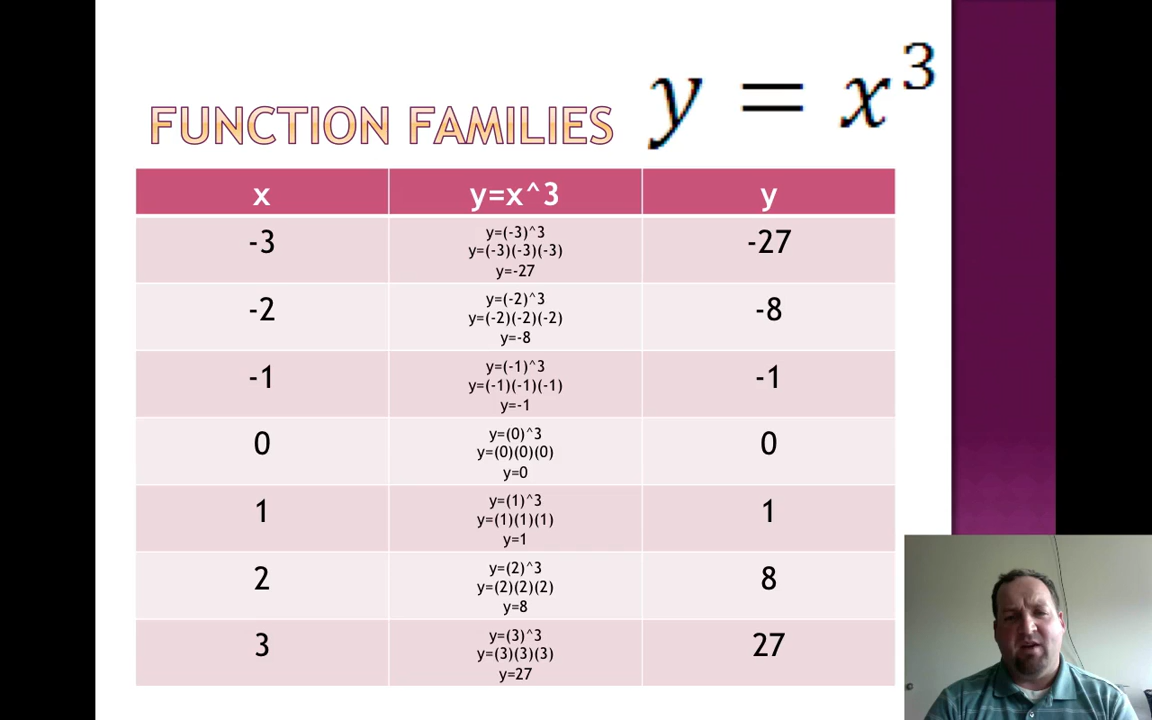 FUNCTION FAMILIES
y = x³
x y=x^3 y
-3 y=(-3)^3 -27
y=(-3)(-3)(-3)
y=-27
-2 y=(-2)^3 -8
y=(-2)(-2)(-2)
y=-8
-1 y=(-1)^3 -1
y=(-1)(-1)(-1)
y=-1
0 y=(0)^3 0
y=(0)(0)(0)
y=0
1 y=(1)^3 1
y=(1)(1)(1)
y=1
2 y=(2)^3 8
y=(2)(2)(2)
y=8
3 y=(3)^3 27
y=(3)(3)(3)
y=27